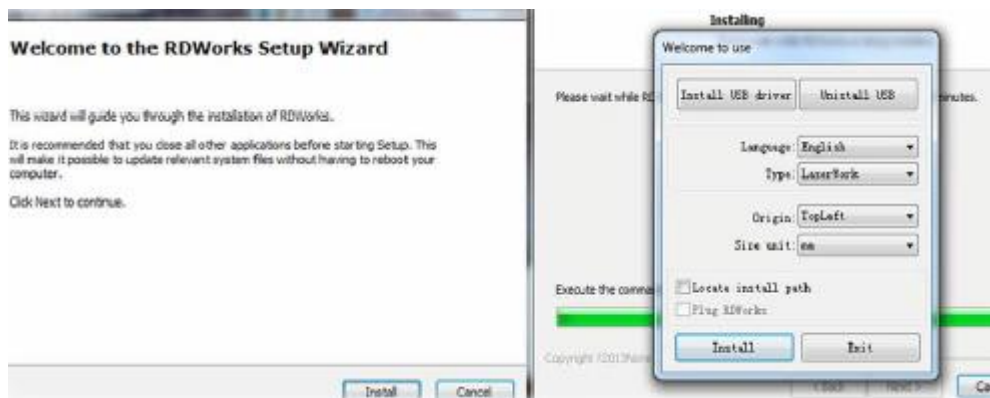 Welcome to the RDWorks Setup Wizard
This wizard will guide you through the installation of RDWorks.
It is recommended that you close all other applications before starting Setup. This
will make it possible to update relevant system files without having to reboot your
computer.
Click Next to continue.
Install
Cancel
Installing
Welcome to use
Please wait while
minutes.
Install USB driver
Unistall USB
Language: English
Type: LaserWork
Origin: TopLeft
Size unit: mm
Locate install path
Plug RDWorks
Execute the
Install
Exit
Copyright
< Back
Next >